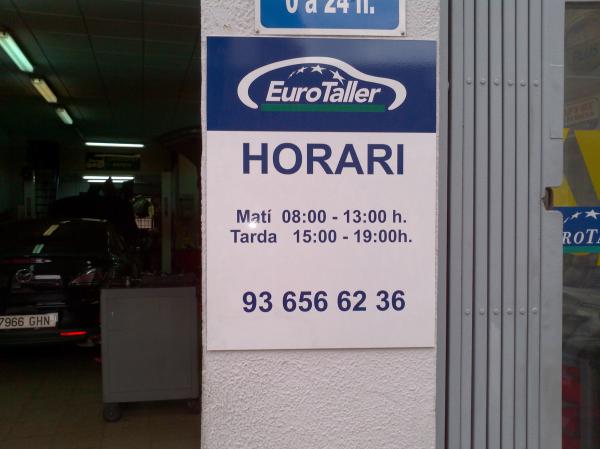 0 a 24 h.
EuroTaller
HORARI
Matí 08:00 - 13:00 h.
Tarda 15:00 - 19:00h.
93 656 62 36
7966 GHN
ROTA